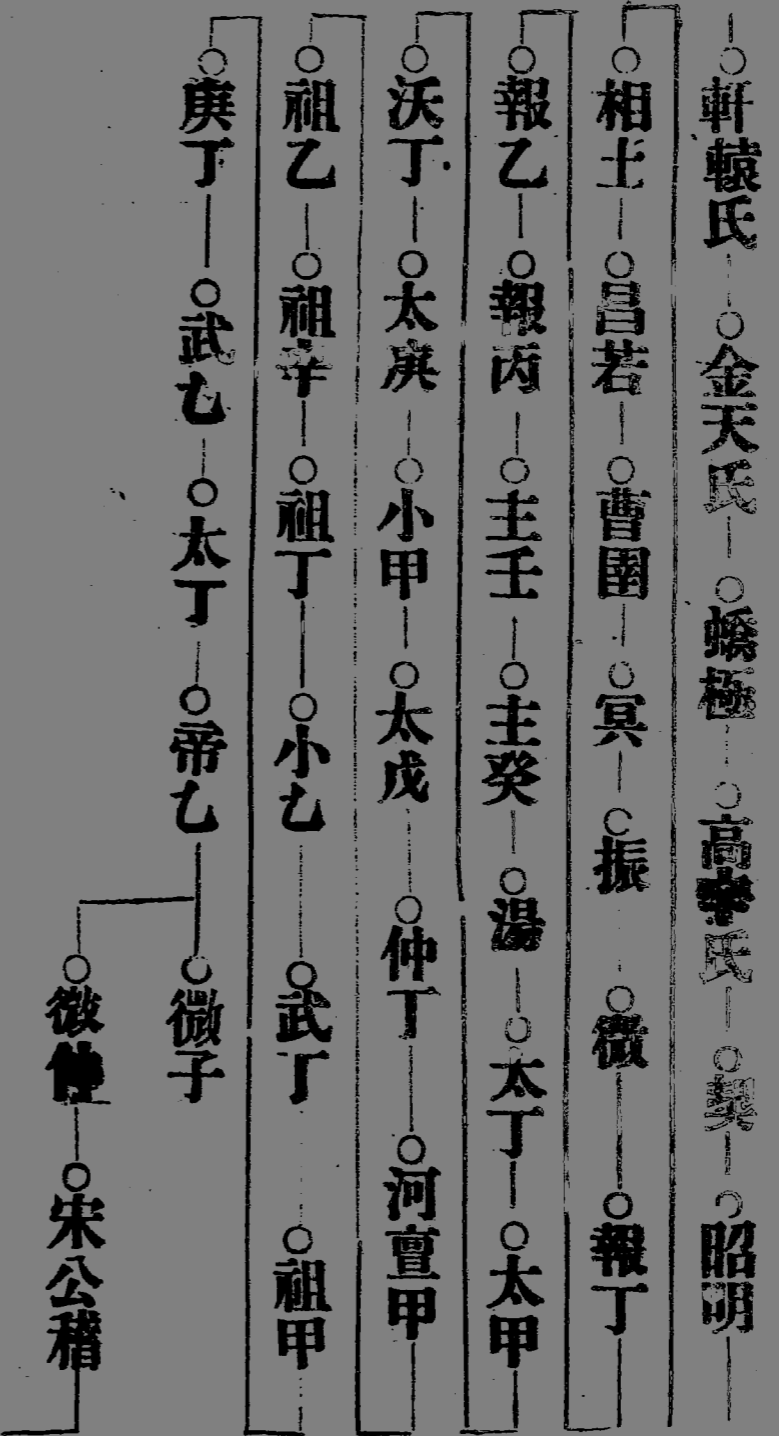 軒轅氏 金天氏 蟜極 高辛氏 契 昭明
相土 昌若 曹圉 冥 振 微 報丁
報乙 報丙 主壬 主癸 湯 太丁 太甲
沃丁 太庚 小甲 太戊 仲丁 河亶甲
祖乙 祖辛 祖丁 小乙 武丁 祖甲
庚丁 武乙 太丁 帝乙 微子
微仲 宋公稽